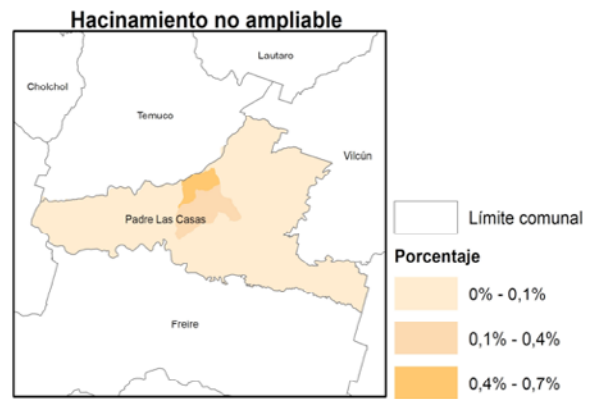 Hacinamiento no ampliable
Lautaro
Cholchol
Temuco
Vilcún
Padre Las Casas
Freire
Límite comunal
Porcentaje
0% - 0,1%
0,1% - 0,4%
0,4% - 0,7%